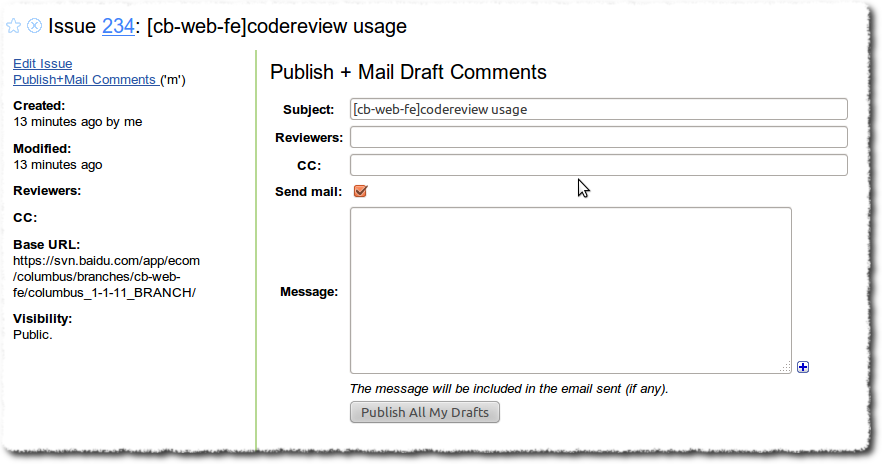 Issue 234: [cb-web-fe]codereview usage
Edit Issue
Publish+Mail Comments ('m')
Created:
13 minutes ago by me
Modified:
13 minutes ago
Reviewers:
CC:
Base URL:
https://svn.baidu.com/app/ecom
/columbus/branches/cb-web-
fe/columbus_1-1-11_BRANCH/
Visibility:
Public.
Publish + Mail Draft Comments
Subject: [cb-web-fe]codereview usage
Reviewers:
CC:
Send mail:
Message:
The message will be included in the email sent (if any).
Publish All My Drafts